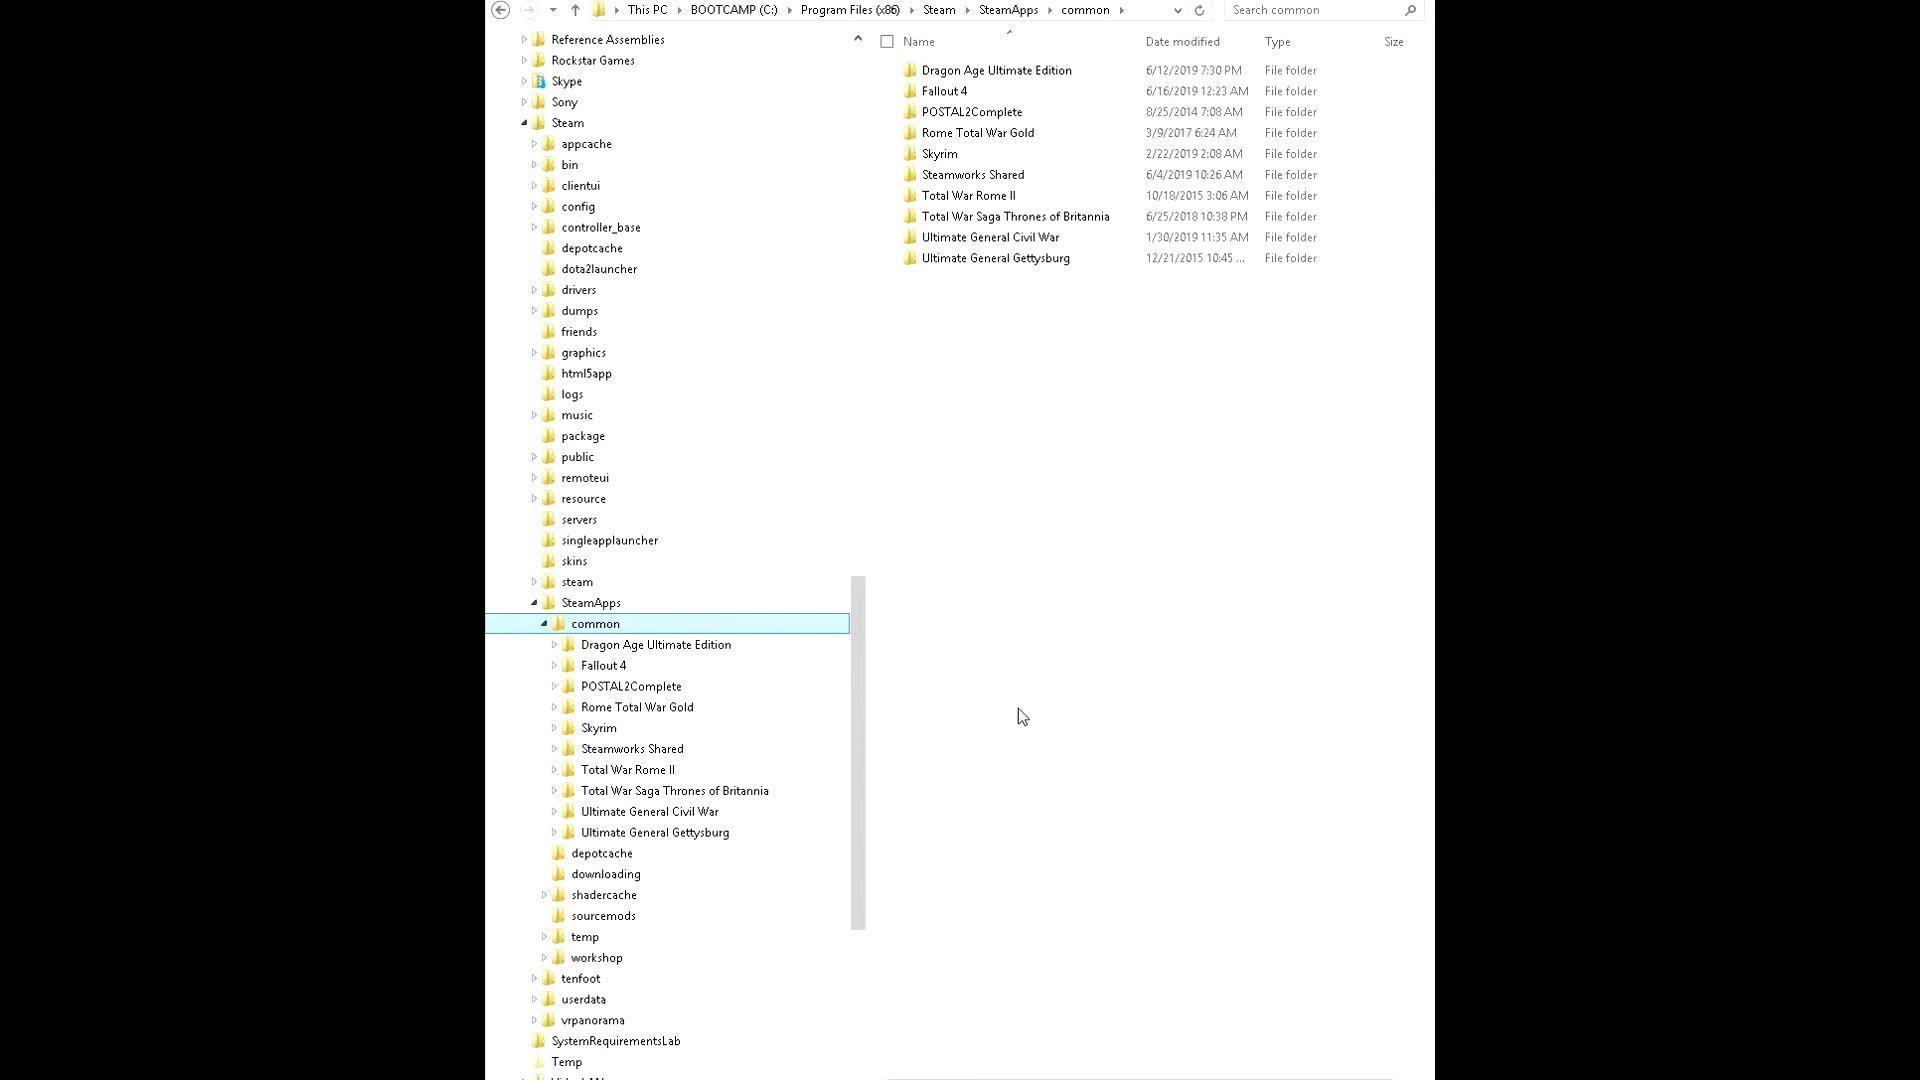 This PC BOOTCAMP (C:) Program Files (x86) Steam SteamApps common Search common
Reference Assemblies
Rockstar Games
Skype
Sony
Steam
appcache
bin
clientui
config
controller_base
depotcache
dota2launcher
drivers
dumps
friends
graphics
html5app
logs
music
package
public
remoteui
resource
servers
singleapplauncher
skins
steam
SteamApps
common
Dragon Age Ultimate Edition
Fallout 4
POSTAL2Complete
Rome Total War Gold
Skyrim
Steamworks Shared
Total War Rome II
Total War Saga Thrones of Britannia
Ultimate General Civil War
Ultimate General Gettysburg
depotcache
downloading
shadercache
sourcemods
temp
workshop
tenfoot
userdata
vrpanorama
SystemRequirementsLab
Temp
Name Date modified Type Size
Dragon Age Ultimate Edition 6/12/2019 7:30 PM File folder
Fallout 4 6/16/2019 12:23 AM File folder
POSTAL2Complete 8/25/2014 7:08 AM File folder
Rome Total War Gold 3/9/2017 6:24 AM File folder
Skyrim 2/22/2019 2:08 AM File folder
Steamworks Shared 6/4/2019 10:26 AM File folder
Total War Rome II 10/18/2015 3:06 AM File folder
Total War Saga Thrones of Britannia 6/25/2018 10:38 PM File folder
Ultimate General Civil War 1/30/2019 11:35 AM File folder
Ultimate General Gettysburg 12/21/2015 10:45 ... File folder